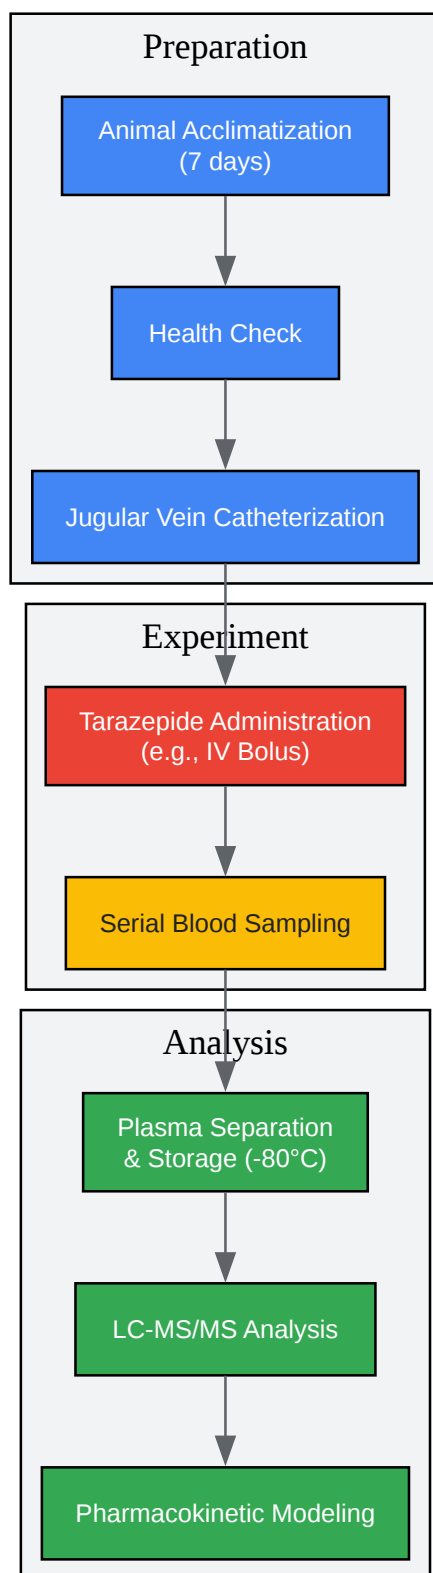 Preparation
Animal Acclimatization
(7 days)
Health Check
Jugular Vein Catheterization
Experiment
Tarazepide Administration
(e.g., IV Bolus)
Serial Blood Sampling
Analysis
Plasma Separation
& Storage (-80°C)
LC-MS/MS Analysis
Pharmacokinetic Modeling